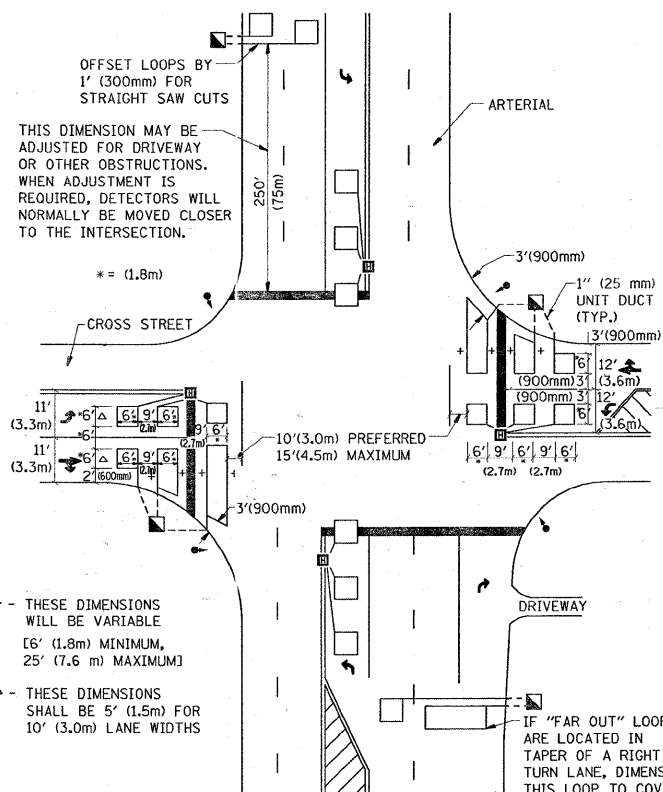 OFFSET LOOPS BY
1' (300mm) FOR
STRAIGHT SAW CUTS
ARTERIAL
THIS DIMENSION MAY BE
ADJUSTED FOR DRIVEWAY
OR OTHER OBSTRUCTIONS.
WHEN ADJUSTMENT IS
REQUIRED, DETECTORS WILL
NORMALLY BE MOVED CLOSER
TO THE INTERSECTION.
250'
(75m)
* = (1.8m)
3'(900mm)
1" (25 mm)
UNIT DUCT
(TYP.)
CROSS STREET
3'(900mm)
*6'
12'
(3.6m)
(900mm) 3'
(900mm) 3'
12'
*6'
(3.6m)
11'
(3.3m)
*6'
6' 9' 6'
(2.7m)
*6'
9' 6'
(2.7m)
10'(3.0m) PREFERRED
15'(4.5m) MAXIMUM
6' 9' 6' 9' 6'
(2.7m) (2.7m)
11'
(3.3m)
*6'
6' 9' 6'
(2.7m)
2' (600mm)
3'(900mm)
- THESE DIMENSIONS
WILL BE VARIABLE
[6' (1.8m) MINIMUM,
25' (7.6 m) MAXIMUM]
- THESE DIMENSIONS
SHALL BE 5' (1.5m) FOR
10' (3.0m) LANE WIDTHS
DRIVEWAY
IF "FAR OUT" LOOP
ARE LOCATED IN
TAPER OF A RIGHT
TURN LANE, DIMENS
THIS LOOP TO COV